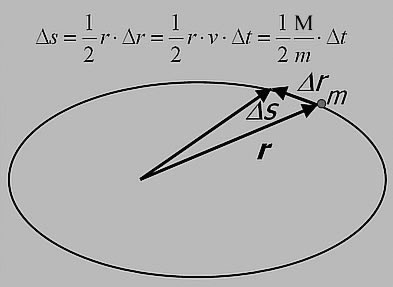 Δs = 1/2 r · Δr = 1/2 r · v · Δt = 1/2 M/m · Δt
Δr
m
Δs
r